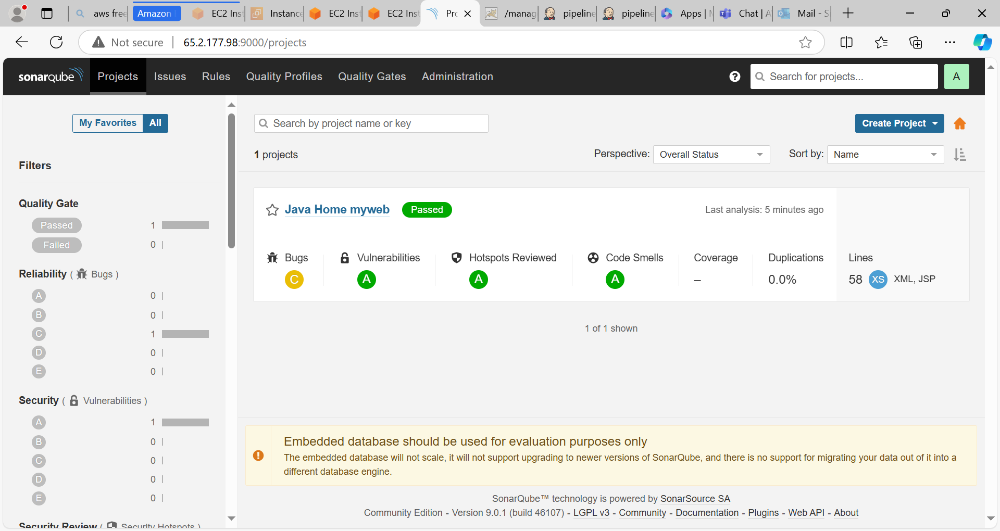 aws free
Amazon
EC2 Inst
Instance
EC2 Inst
EC2 Inst
Pro
/manag
pipeline
pipeline
Apps | M
Chat | A
Mail - S
Not secure
65.2.177.98:9000/projects
sonarqube
Projects
Issues
Rules
Quality Profiles
Quality Gates
Administration
Search for projects...
A
My Favorites
All
Search by project name or key
Create Project
1 projects
Perspective:
Overall Status
Sort by:
Name
Filters
Quality Gate
Passed 1
Failed 0
Reliability ( Bugs )
A 0
B 0
C 1
D 0
E 0
Security ( Vulnerabilities )
A 1
B 0
C 0
D 0
E 0
Security Review ( Security Hotspots )
Java Home myweb
Passed
Last analysis: 5 minutes ago
Bugs
C
Vulnerabilities
A
Hotspots Reviewed
A
Code Smells
A
Coverage
–
Duplications
0.0%
Lines
58 XS XML, JSP
1 of 1 shown
Embedded database should be used for evaluation purposes only
The embedded database will not scale, it will not support upgrading to newer versions of SonarQube, and there is no support for migrating your data out of it into a
different database engine.
SonarQube™ technology is powered by SonarSource SA
Community Edition - Version 9.0.1 (build 46107) - LGPL v3 - Community - Documentation - Plugins - Web API - About